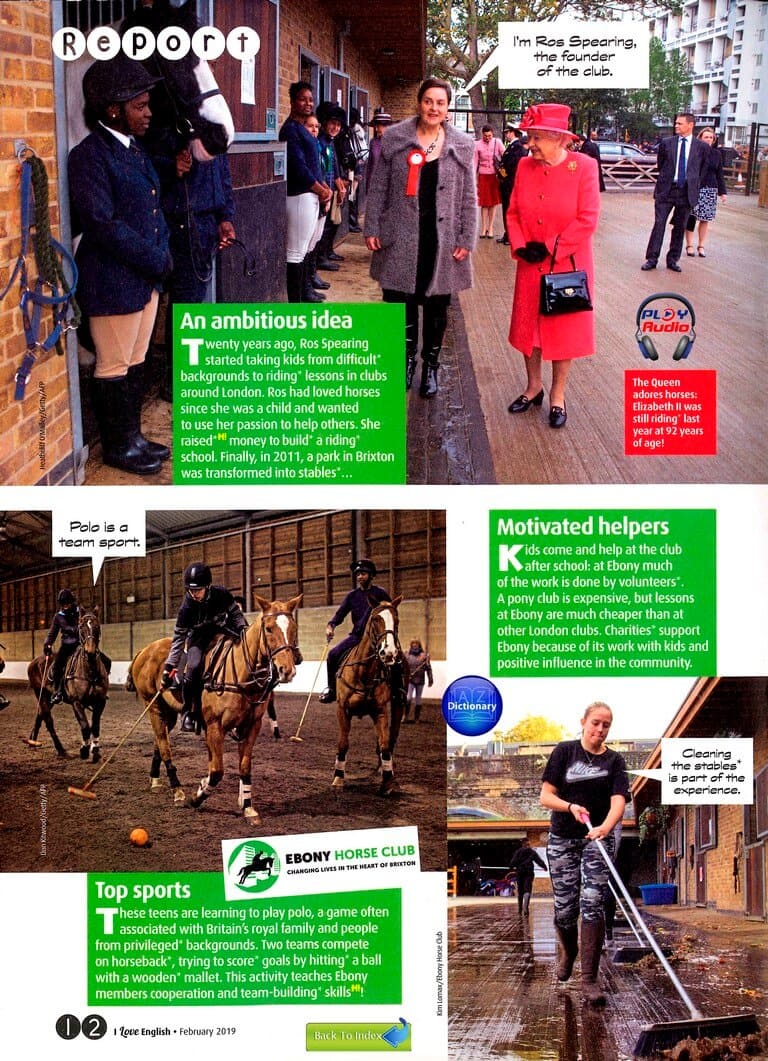 Report
I'm Ros Spearing,
the founder
of the club.
An ambitious idea
Twenty years ago, Ros Spearing
started taking kids from difficult*
backgrounds to riding* lessons in clubs
around London. Ros had loved horses
since she was a child and wanted
to use her passion to help others. She
raised*H! money to build* a riding*
school. Finally, in 2011, a park in Brixton
was transformed into stables*…
PLAY
Audio
The Queen
adores horses:
Elizabeth II was
still riding* last
year at 92 years
of age!
Polo is a
team sport.
Motivated helpers
Kids come and help at the club
after school: at Ebony much
of the work is done by volunteers*.
A pony club is expensive, but lessons
at Ebony are much cheaper than at
other London clubs. Charities* support
Ebony because of its work with kids and
positive influence in the community.
A Z
Dictionary
Cleaning
the stables*
is part of the
experience.
NIKE
EBONY HORSE CLUB
CHANGING LIVES IN THE HEART OF BRIXTON
Top sports
These teens are learning to play polo, a game often
associated with Britain's royal family and people
from privileged* backgrounds. Two teams compete
on horseback*, trying to score* goals by hitting* a ball
with a wooden* mallet. This activity teaches Ebony
members cooperation and team-building* skillsH!!
Kim Lomax/Ebony Horse Club
12 I Love English • February 2019
Back To Index